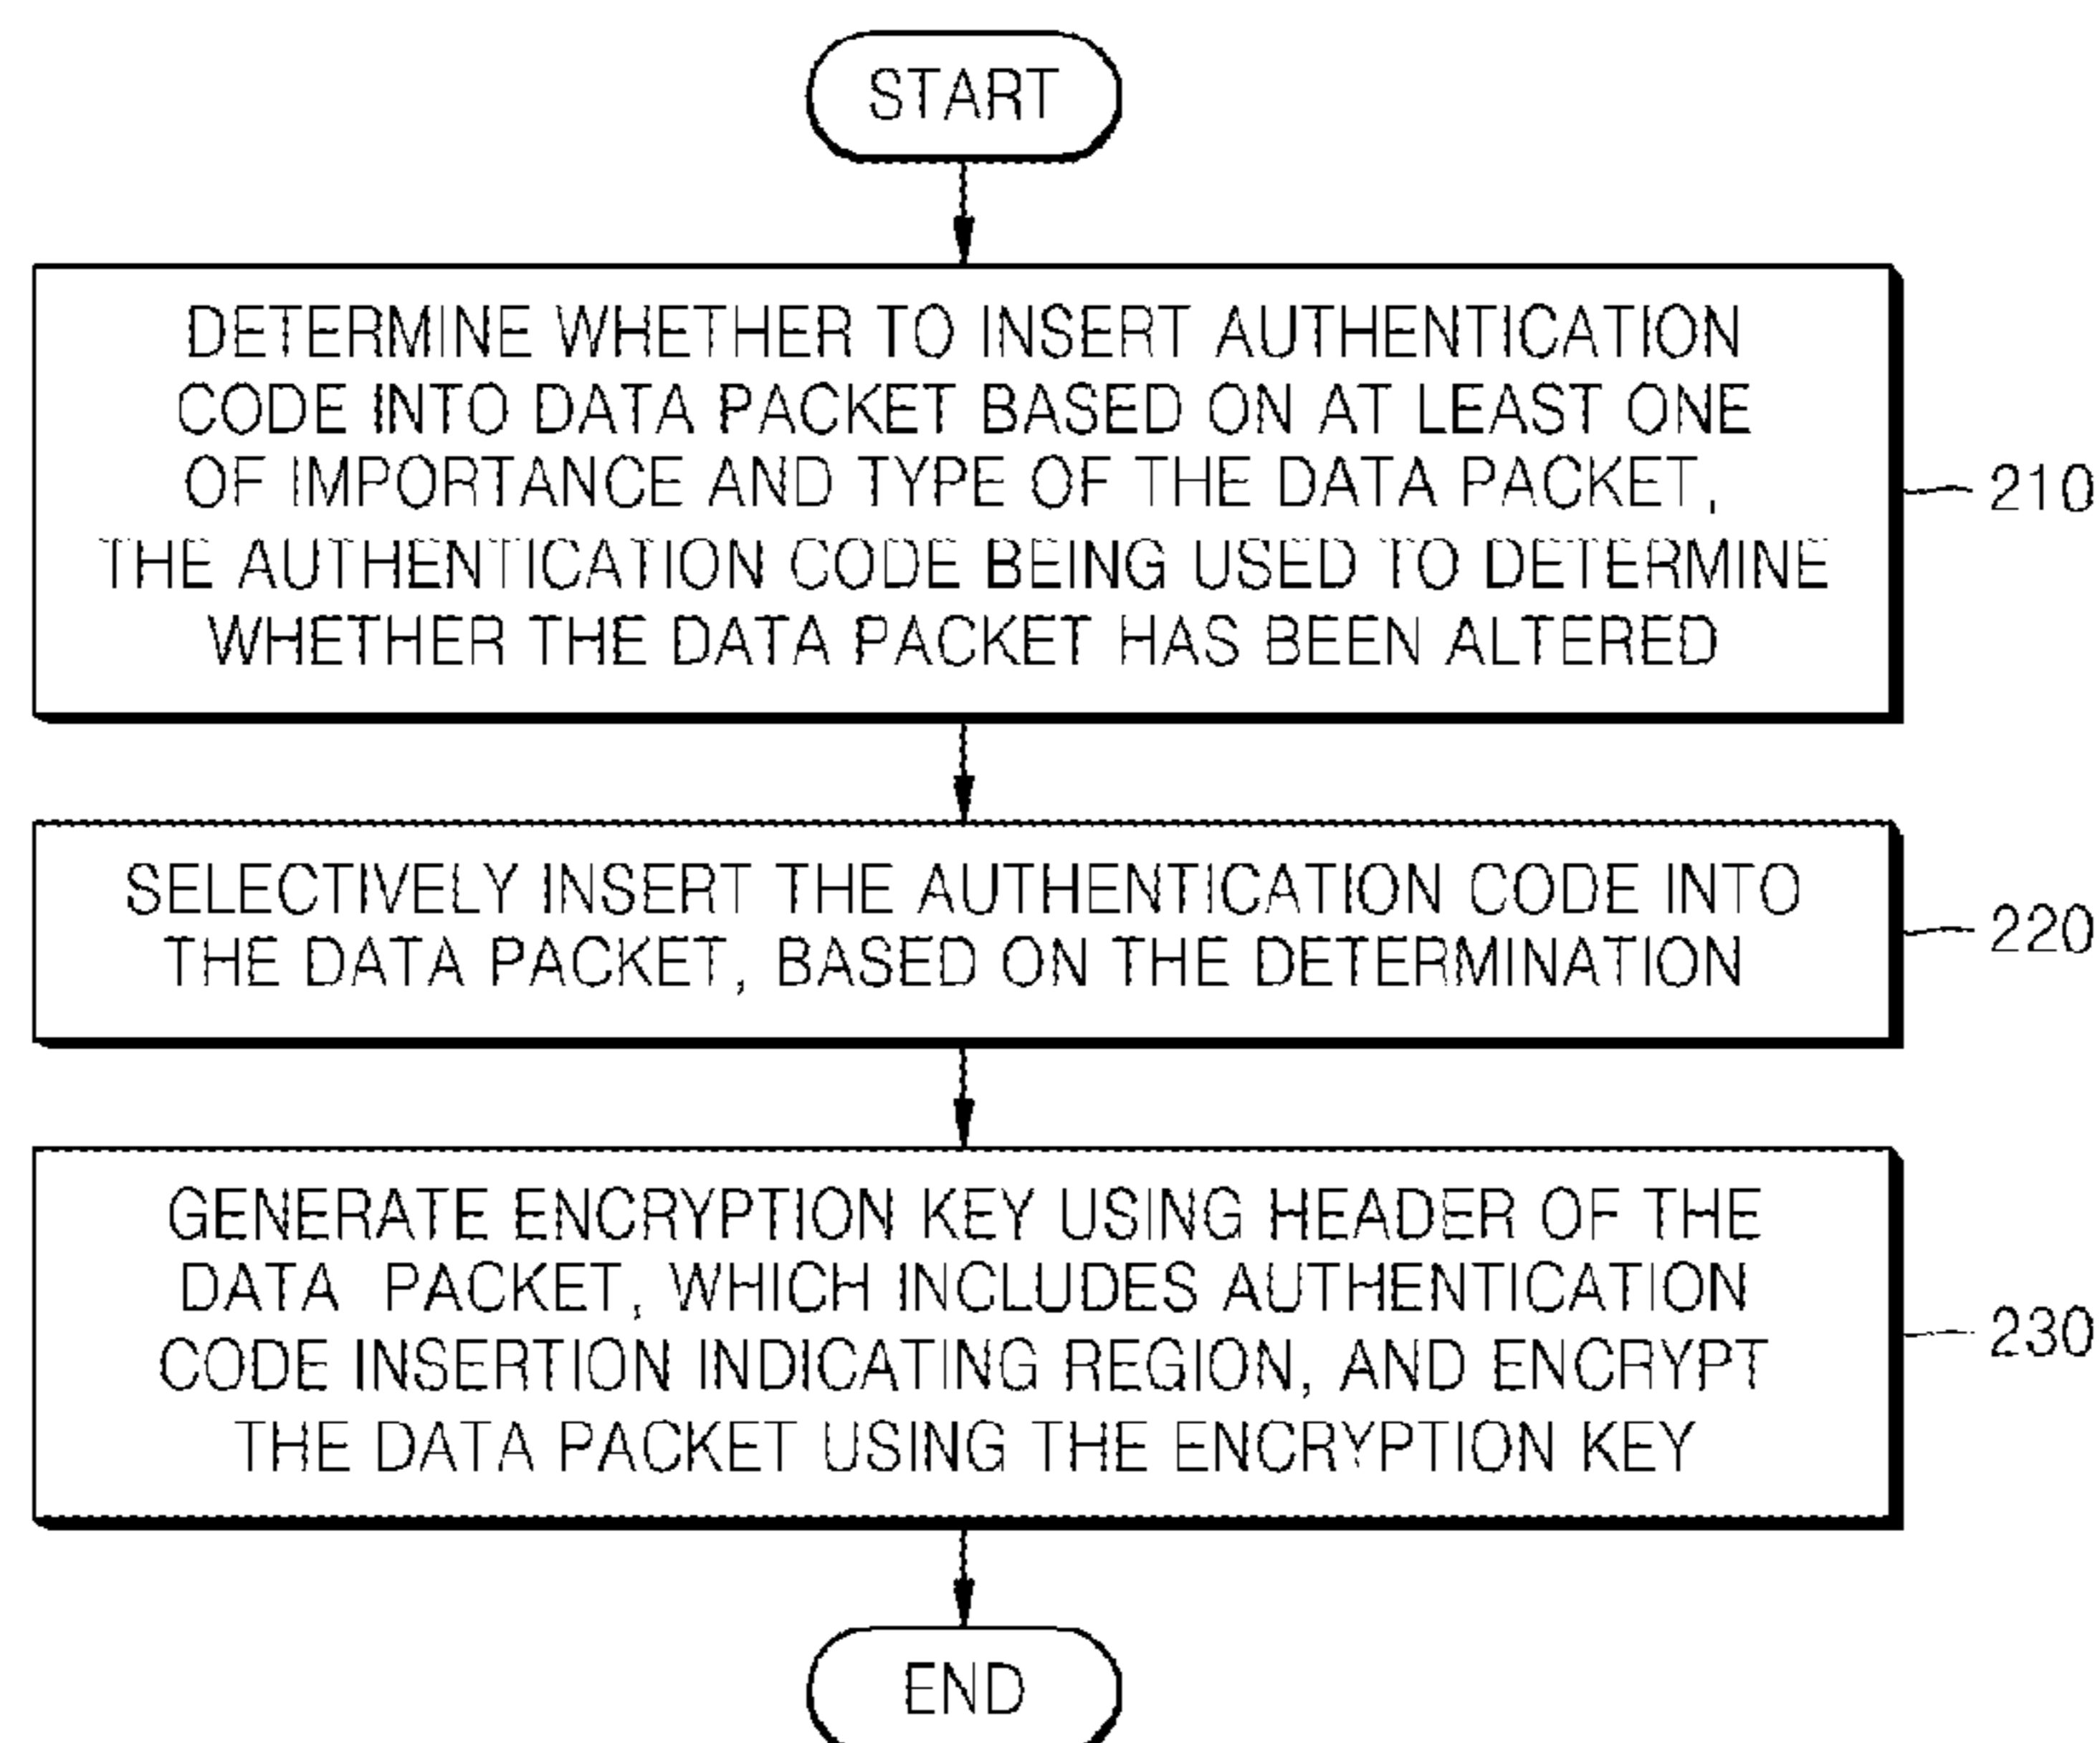 START
DETERMINE WHETHER TO INSERT AUTHENTICATION
CODE INTO DATA PACKET BASED ON AT LEAST ONE
OF IMPORTANCE AND TYPE OF THE DATA PACKET,
THE AUTHENTICATION CODE BEING USED TO DETERMINE
WHETHER THE DATA PACKET HAS BEEN ALTERED
210
SELECTIVELY INSERT THE AUTHENTICATION CODE INTO
THE DATA PACKET, BASED ON THE DETERMINATION
220
GENERATE ENCRYPTION KEY USING HEADER OF THE
DATA PACKET, WHICH INCLUDES AUTHENTICATION
CODE INSERTION INDICATING REGION, AND ENCRYPT
THE DATA PACKET USING THE ENCRYPTION KEY
230
END